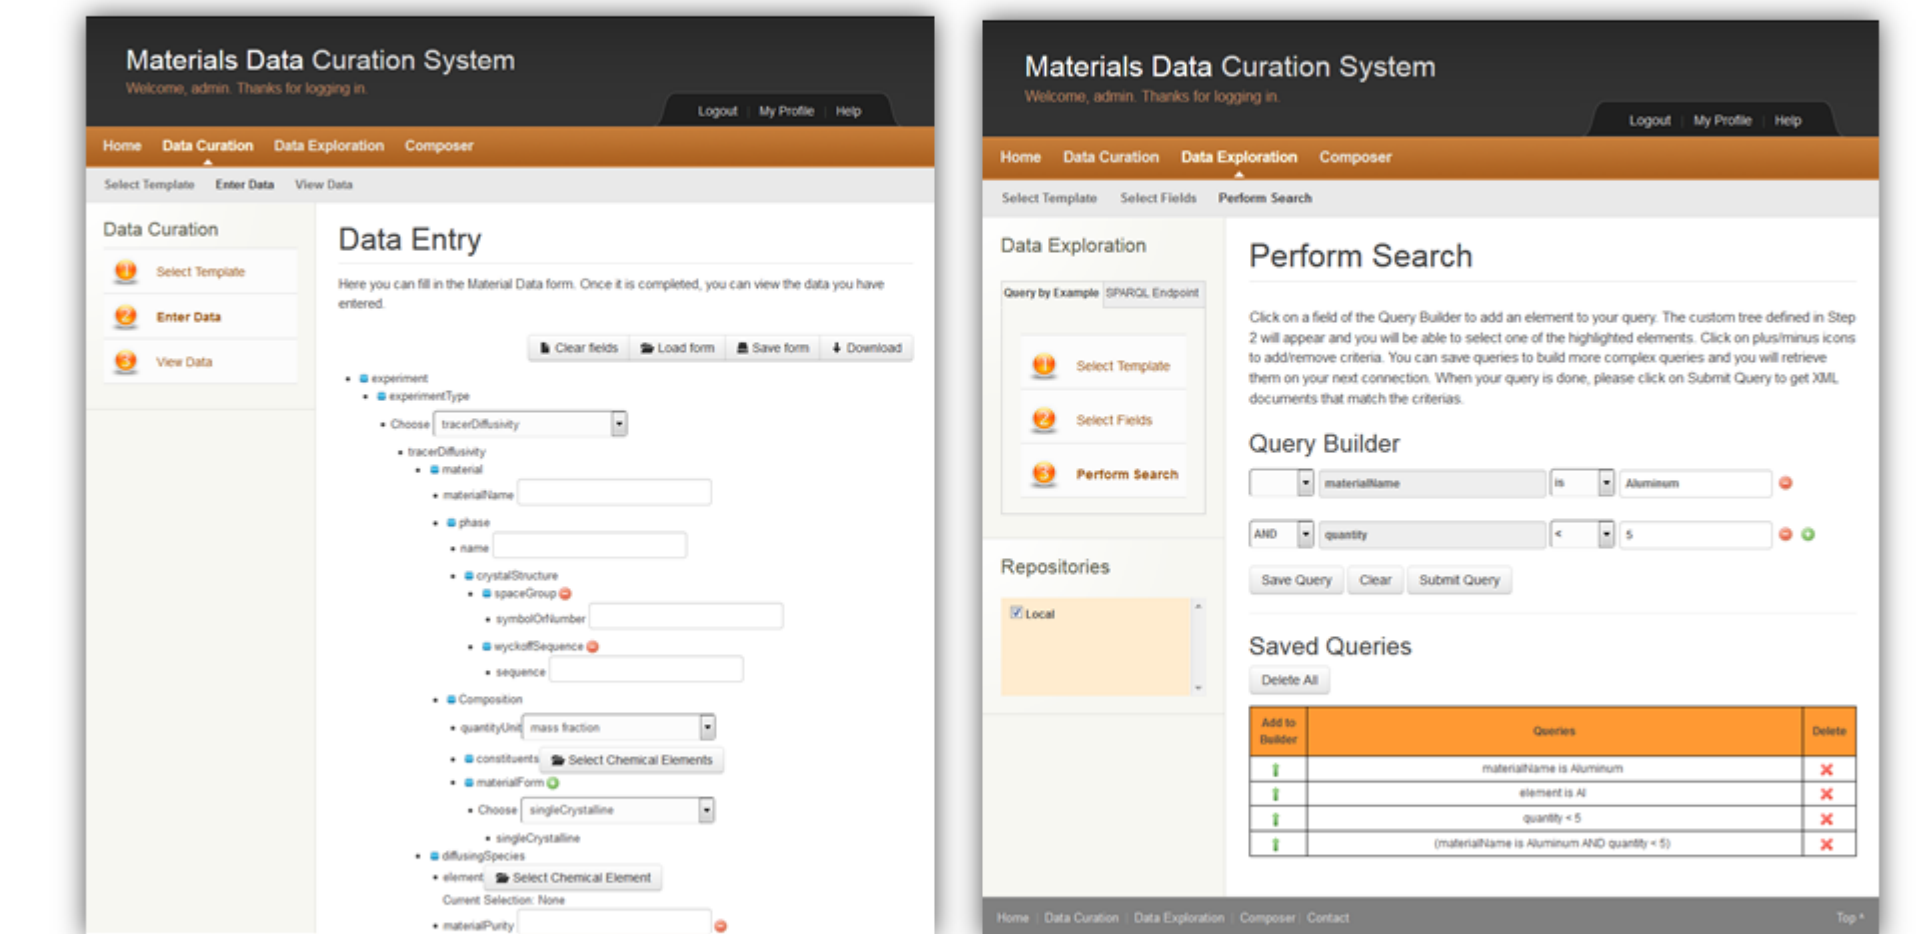 Materials Data Curation System
Welcome, admin. Thanks for logging in.
Logout | My Profile | Help
Home Data Curation Data Exploration Composer
Select Template Enter Data View Data
Data Curation
1 Select Template
2 Enter Data
3 View Data
Data Entry
Here you can fill in the Material Data form. Once it is completed, you can view the data you have
entered.
Clear fields Load form Save form Download
experiment
experimentType
Choose tracerDiffusivity
tracerDiffusivity
material
materialName
phase
name
crystalStructure
spaceGroup
symbolOrNumber
wyckoffSequence
sequence
Composition
quantityUnit mass fraction
constituents Select Chemical Elements
materialForm
Choose singleCrystalline
singleCrystalline
diffusingSpecies
element Select Chemical Element
Current Selection: None
materialPurity
Materials Data Curation System
Welcome, admin. Thanks for logging in.
Logout | My Profile | Help
Home Data Curation Data Exploration Composer
Select Template Select Fields Perform Search
Data Exploration
Query by Example SPARQL Endpoint
1 Select Template
2 Select Fields
3 Perform Search
Repositories
Local
Perform Search
Click on a field of the Query Builder to add an element to your query. The custom tree defined in Step
2 will appear and you will be able to select one of the highlighted elements. Click on plus/minus icons
to add/remove criteria. You can save queries to build more complex queries and you will retrieve
them on your next connection. When your query is done, please click on Submit Query to get XML
documents that match the criterias.
Query Builder
materialName is Aluminum
AND quantity < 5
Save Query Clear Submit Query
Saved Queries
Delete All
Add to Builder Queries Delete
materialName is Aluminum
element is Al
quantity < 5
(materialName is Aluminum AND quantity < 5)
Home | Data Curation | Data Exploration | Composer | Contact Top ^